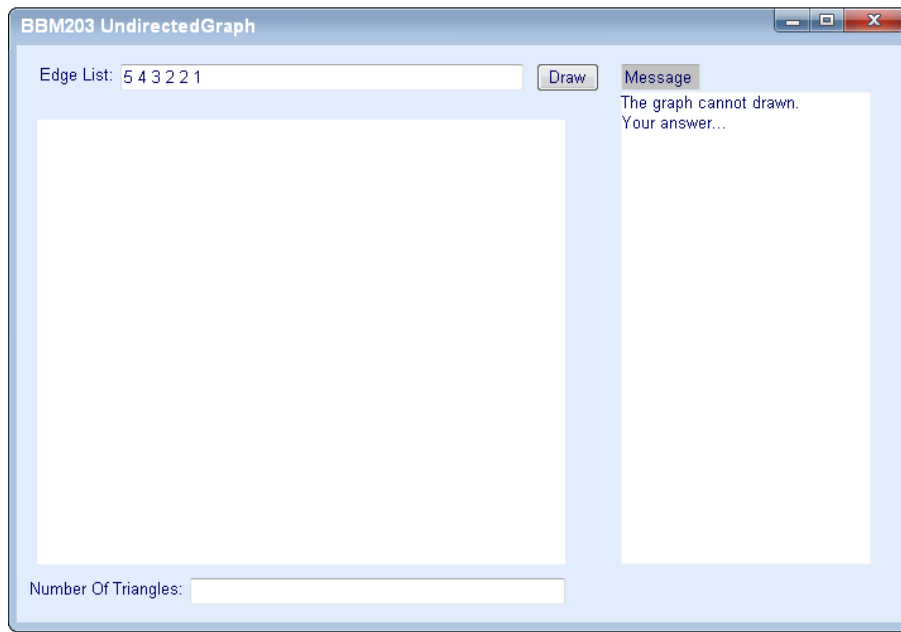 BBM203 UndirectedGraph
Edge List: 5 4 3 2 2 1 Draw Message
The graph cannot drawn.
Your answer...
Number Of Triangles: